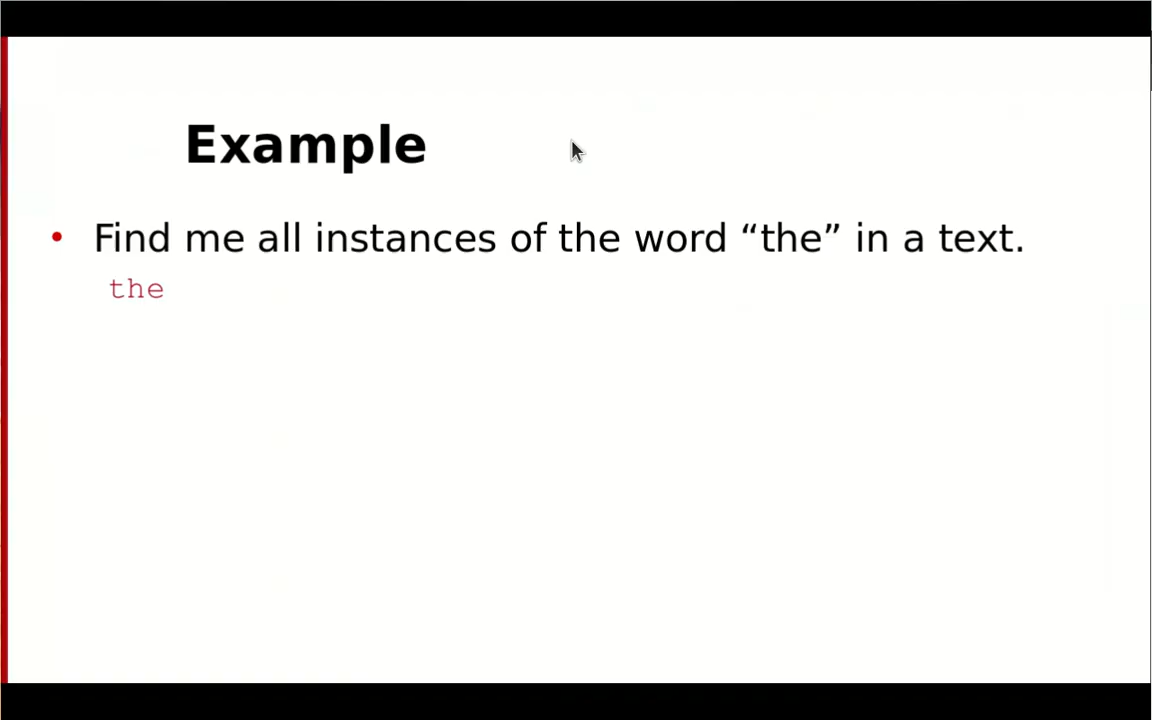 Example
• Find me all instances of the word “the” in a text.
the